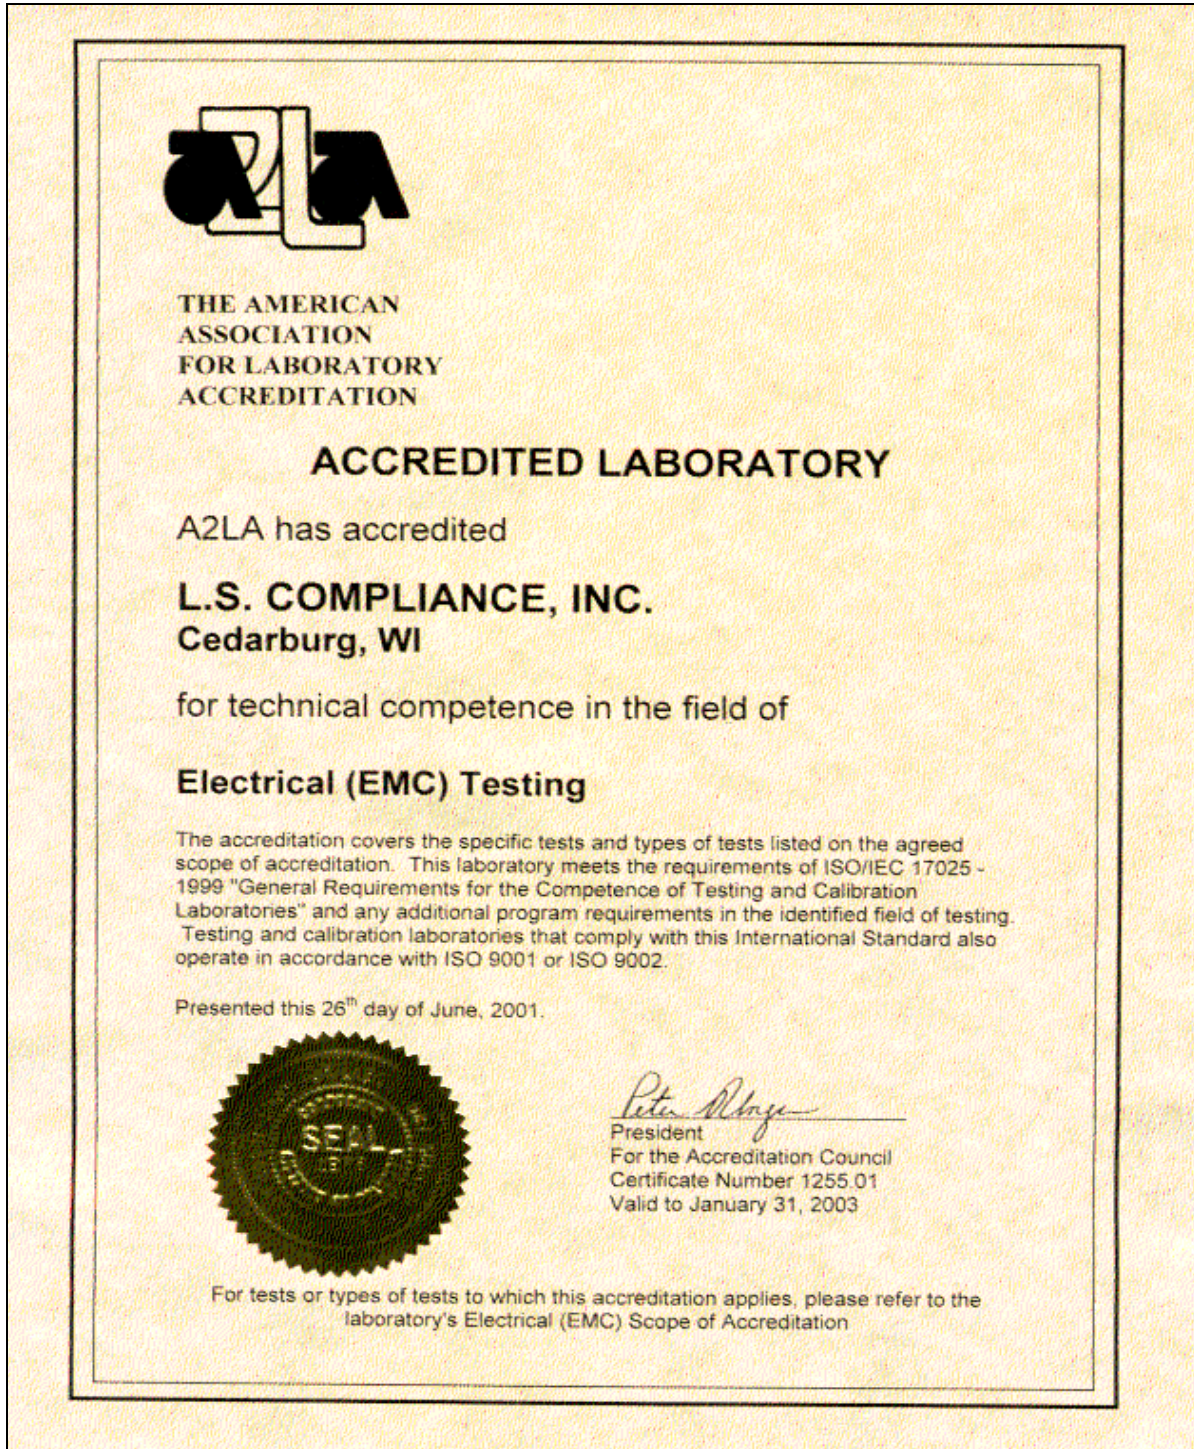 A2LA
THE AMERICAN
ASSOCIATION
FOR LABORATORY
ACCREDITATION
ACCREDITED LABORATORY
A2LA has accredited
L.S. COMPLIANCE, INC.
Cedarburg, WI
for technical competence in the field of
Electrical (EMC) Testing
The accreditation covers the specific tests and types of tests listed on the agreed
scope of accreditation. This laboratory meets the requirements of ISO/IEC 17025 -
1999 "General Requirements for the Competence of Testing and Calibration
Laboratories" and any additional program requirements in the identified field of testing.
Testing and calibration laboratories that comply with this International Standard also
operate in accordance with ISO 9001 or ISO 9002.
Presented this 26th day of June, 2001.
SEAL
Peter
President
For the Accreditation Council
Certificate Number 1255.01
Valid to January 31, 2003
For tests or types of tests to which this accreditation applies, please refer to the
laboratory's Electrical (EMC) Scope of Accreditation